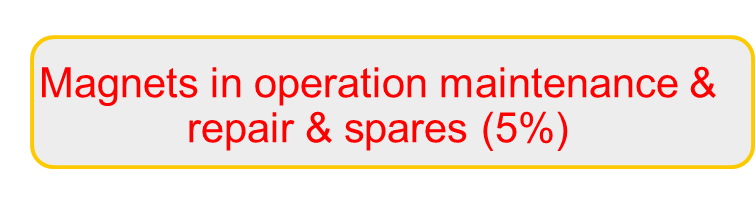 Magnets in operation maintenance &
repair & spares (5%)